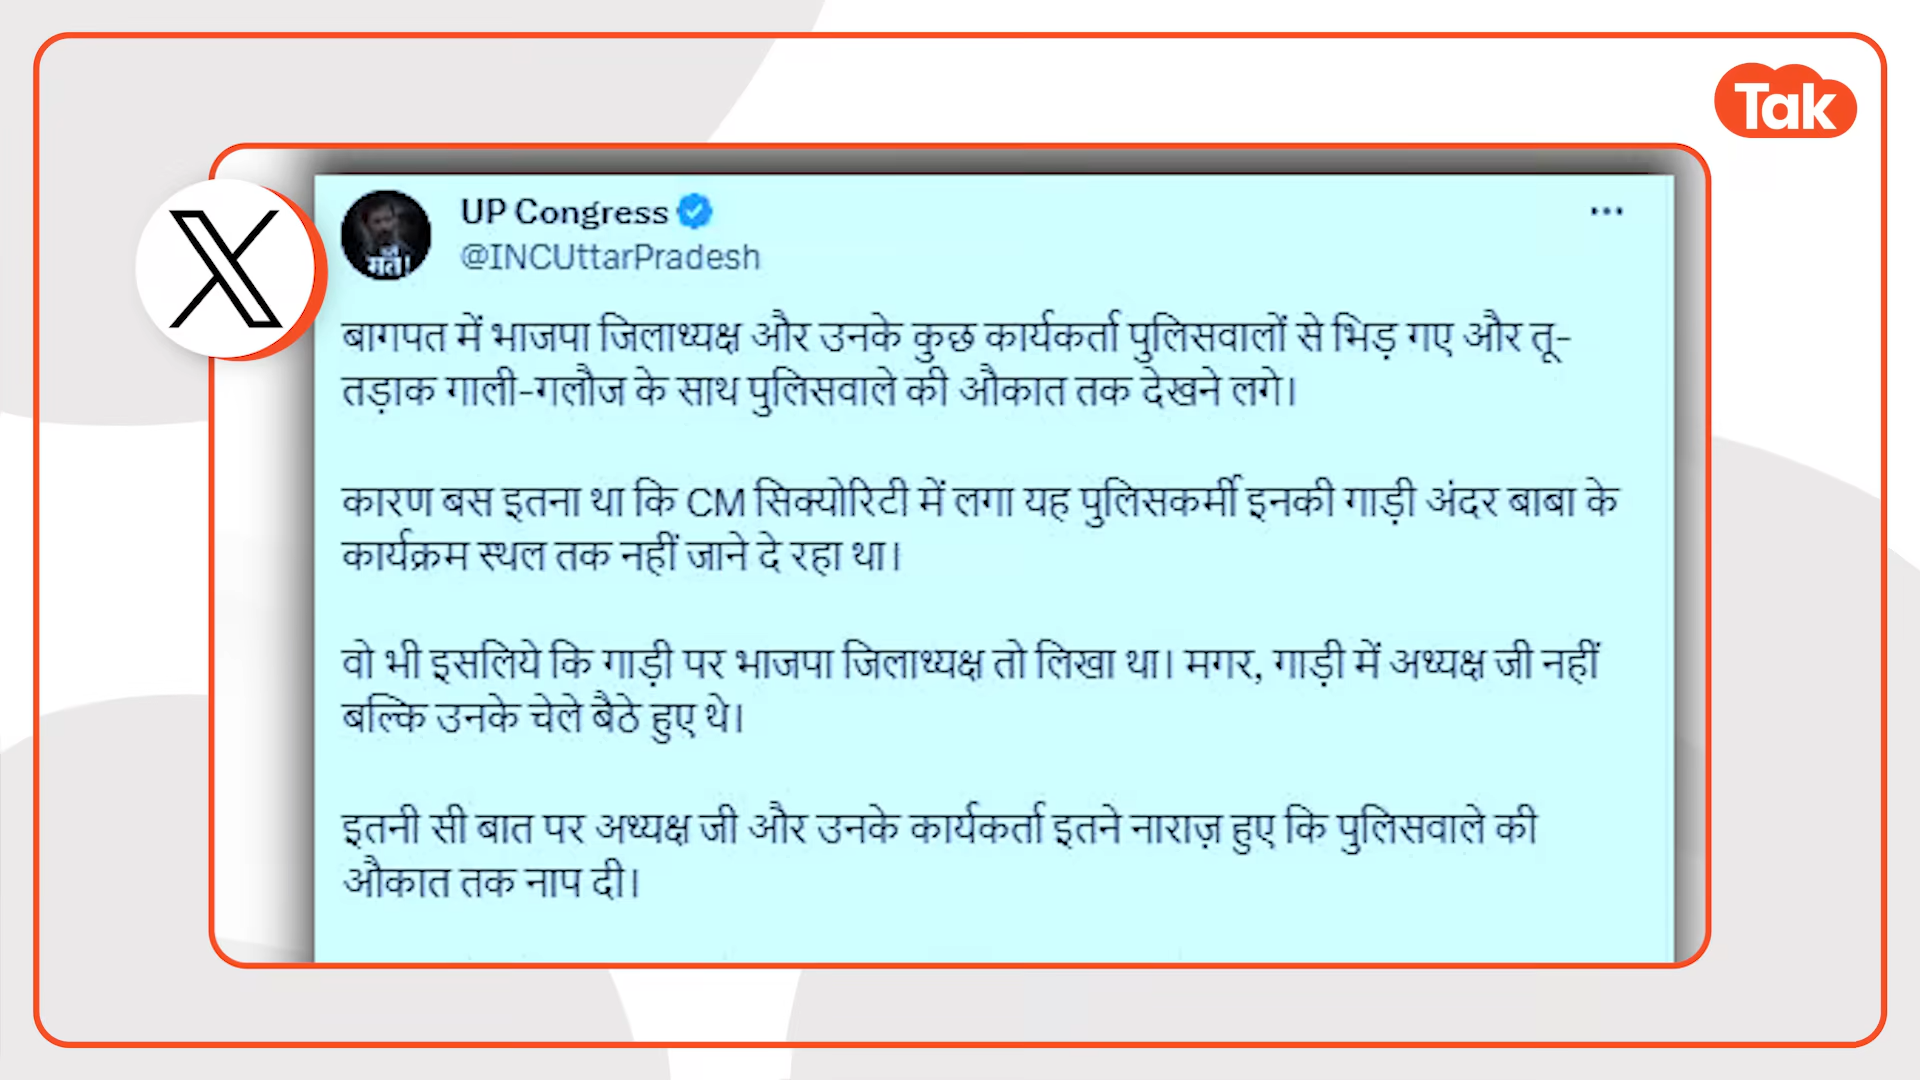 Tak
UP Congress
@INCUttarPradesh
बागपत में भाजपा जिलाध्यक्ष और उनके कुछ कार्यकर्ता पुलिसवालों से भिड़ गए और तू-
तड़ाक गाली-गलौज के साथ पुलिसवाले की औकात तक देखने लगे।
कारण बस इतना था कि CM सिक्योरिटी में लगा यह पुलिसकर्मी इनकी गाड़ी अंदर बाबा के
कार्यक्रम स्थल तक नहीं जाने दे रहा था।
वो भी इसलिये कि गाड़ी पर भाजपा जिलाध्यक्ष तो लिखा था। मगर, गाड़ी में अध्यक्ष जी नहीं
बल्कि उनके चेले बैठे हुए थे।
इतनी सी बात पर अध्यक्ष जी और उनके कार्यकर्ता इतने नाराज़ हुए कि पुलिसवाले की
औकात तक नाप दी।